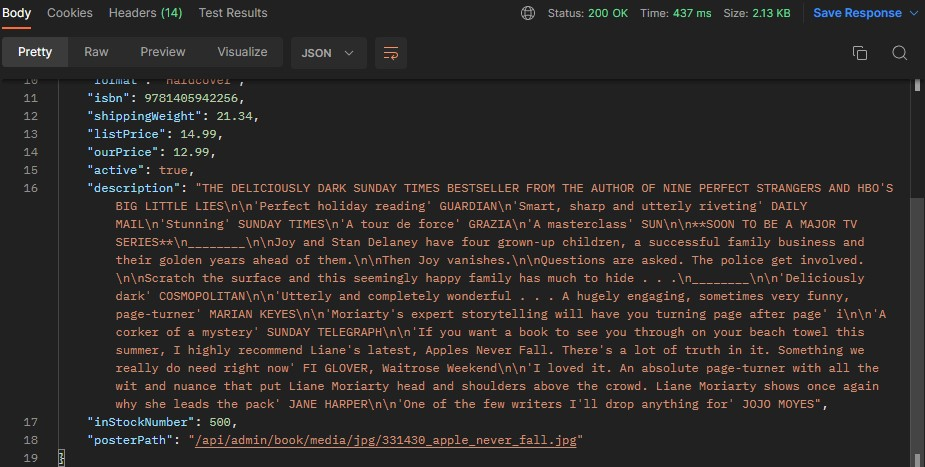 Body Cookies Headers (14) Test Results Status: 200 OK Time: 437 ms Size: 2.13 KB Save Response
Pretty Raw Preview Visualize JSON
10 "format": "Hardcover",
11 "isbn": 9781405942256,
12 "shippingWeight": 21.34,
13 "listPrice": 14.99,
14 "ourPrice": 12.99,
15 "active": true,
16 "description": "THE DELICIOUSLY DARK SUNDAY TIMES BESTSELLER FROM THE AUTHOR OF NINE PERFECT STRANGERS AND HBO'S
BIG LITTLE LIES\n\n'Perfect holiday reading' GUARDIAN\n'Smart, sharp and utterly riveting' DAILY
MAIL\n'Stunning' SUNDAY TIMES\n'A tour de force' GRAZIA\n'A masterclass' SUN\n\n**SOON TO BE A MAJOR TV
SERIES**\n________\n\nJoy and Stan Delaney have four grown-up children, a successful family business and
their golden years ahead of them.\n\nThen Joy vanishes.\n\nQuestions are asked. The police get involved.
\n\nScratch the surface and this seemingly happy family has much to hide . . .\n________\n\n'Deliciously
dark' COSMOPOLITAN\n\n'Utterly and completely wonderful . . . A hugely engaging, sometimes very funny,
page-turner' MARIAN KEYES\n\n'Moriarty's expert storytelling will have you turning page after page' i\n\n'A
corker of a mystery' SUNDAY TELEGRAPH\n\n'If you want a book to see you through on your beach towel this
summer, I highly recommend Liane's latest, Apples Never Fall. There's a lot of truth in it. Something we
really do need right now' FI GLOVER, Waitrose Weekend\n\n'I loved it. An absolute page-turner with all the
wit and nuance that put Liane Moriarty head and shoulders above the crowd. Liane Moriarty shows once again
why she leads the pack' JANE HARPER\n\n'One of the few writers I'll drop anything for' JOJO MOYES",
17 "inStockNumber": 500,
18 "posterPath": "/api/admin/book/media/jpg/331430_apple_never_fall.jpg"
19 }